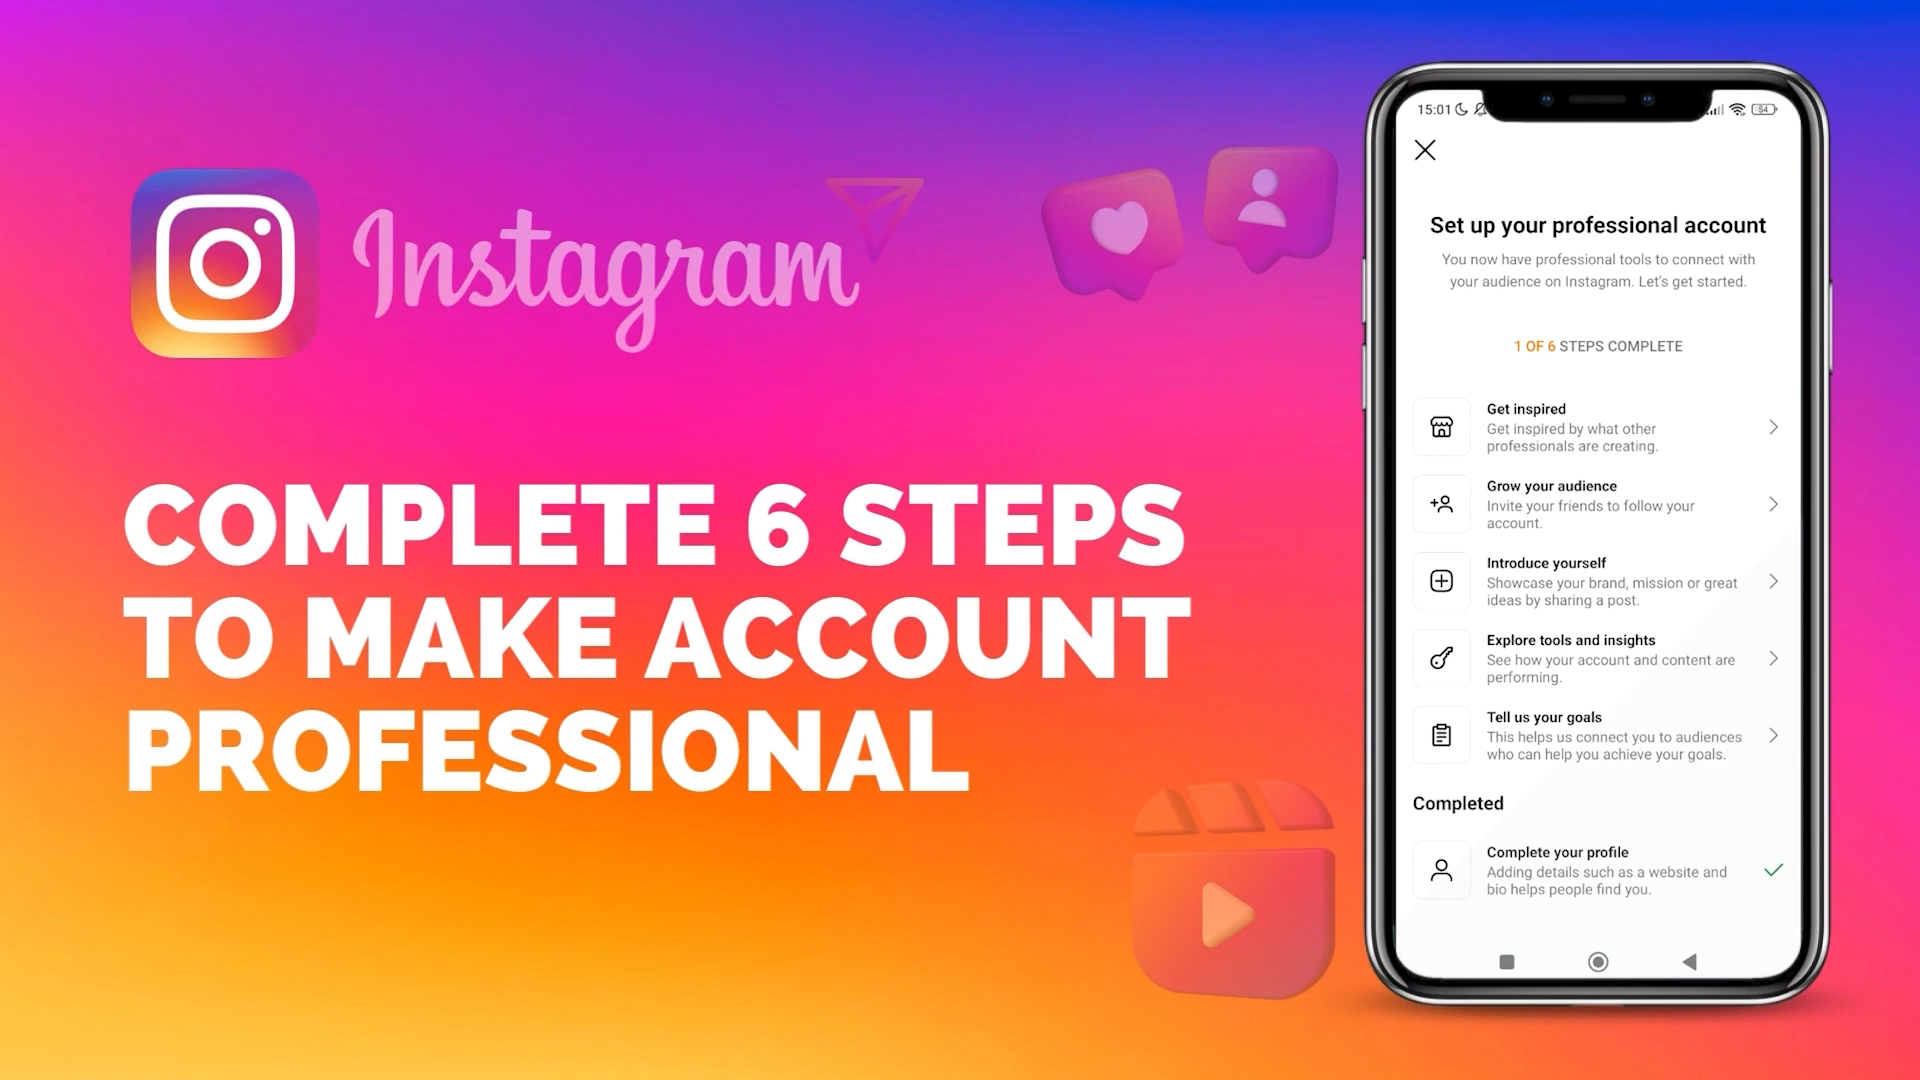 Instagram
COMPLETE 6 STEPS
TO MAKE ACCOUNT
PROFESSIONAL
15:01
54
Set up your professional account
You now have professional tools to connect with
your audience on Instagram. Let's get started.
1 OF 6 STEPS COMPLETE
Get inspired
Get inspired by what other
professionals are creating.
Grow your audience
Invite your friends to follow your
account.
Introduce yourself
Showcase your brand, mission or great
ideas by sharing a post.
Explore tools and insights
See how your account and content are
performing.
Tell us your goals
This helps us connect you to audiences
who can help you achieve your goals.
Completed
Complete your profile
Adding details such as a website and
bio helps people find you.